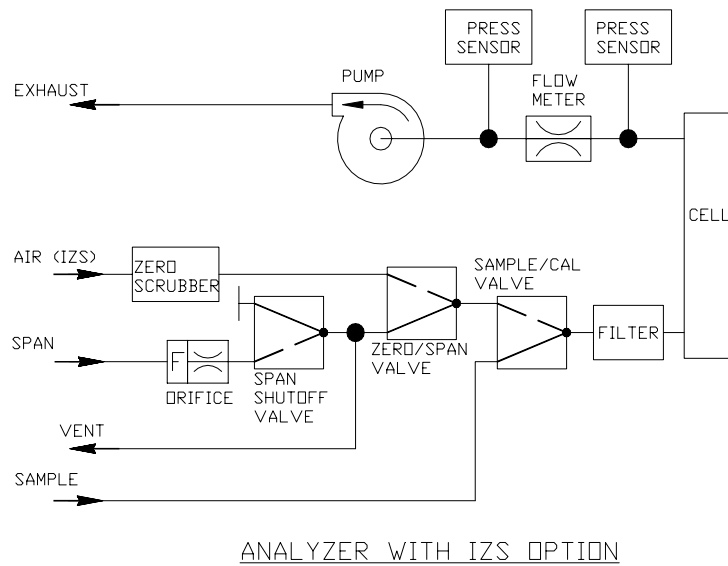 PRESS
SENSOR
PRESS
SENSOR
PUMP
FLOW
METER
EXHAUST
CELL
AIR (IZS)
ZERO
SCRUBBER
SAMPLE/CAL
VALVE
SPAN
F
ORIFICE
SPAN
SHUTOFF
VALVE
ZERO/SPAN
VALVE
FILTER
VENT
SAMPLE
ANALYZER WITH IZS OPTION